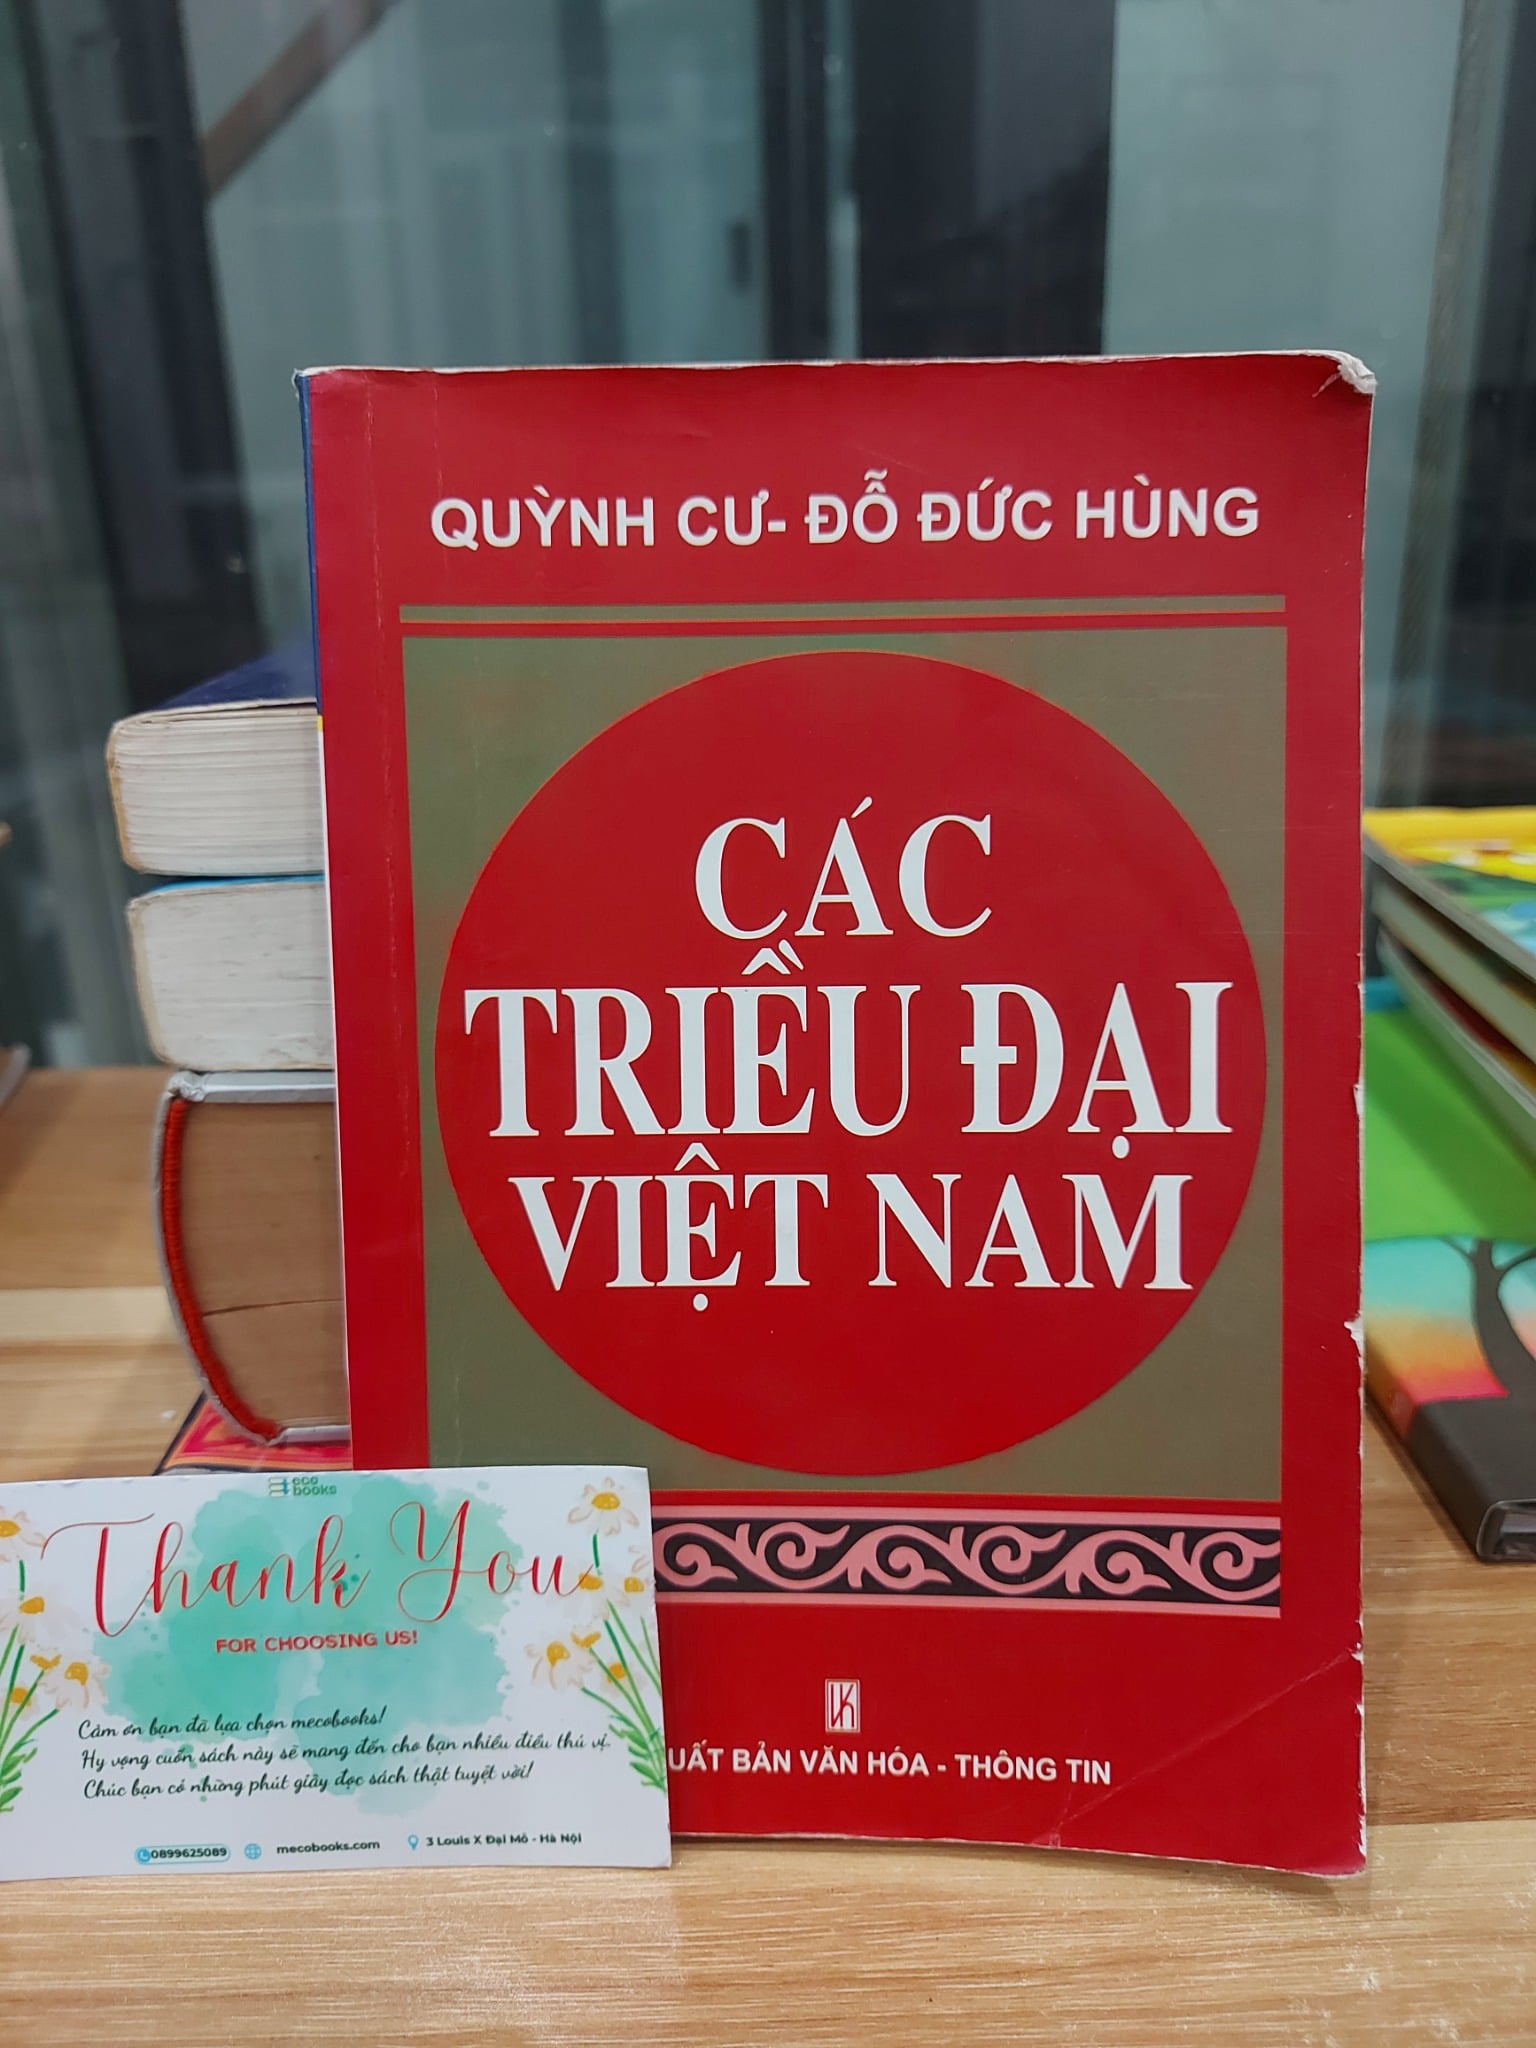 QUỲNH CƯ- ĐỖ ĐỨC HÙNG
CÁC
TRIỀU ĐẠI
VIỆT NAM
UẤT BẢN VĂN HÓA - THÔNG TIN
eco
books
Thank You
FOR CHOOSING US!
Cảm ơn bạn đã lựa chọn mecobooks!
Hy vọng cuốn sách này sẽ mang đến cho bạn nhiều điều thú vị.
Chúc bạn có những phút giây đọc sách thật tuyệt vời!
0899625089 mecobooks.com 3 Louis X Đại Mỗ - Hà Nội